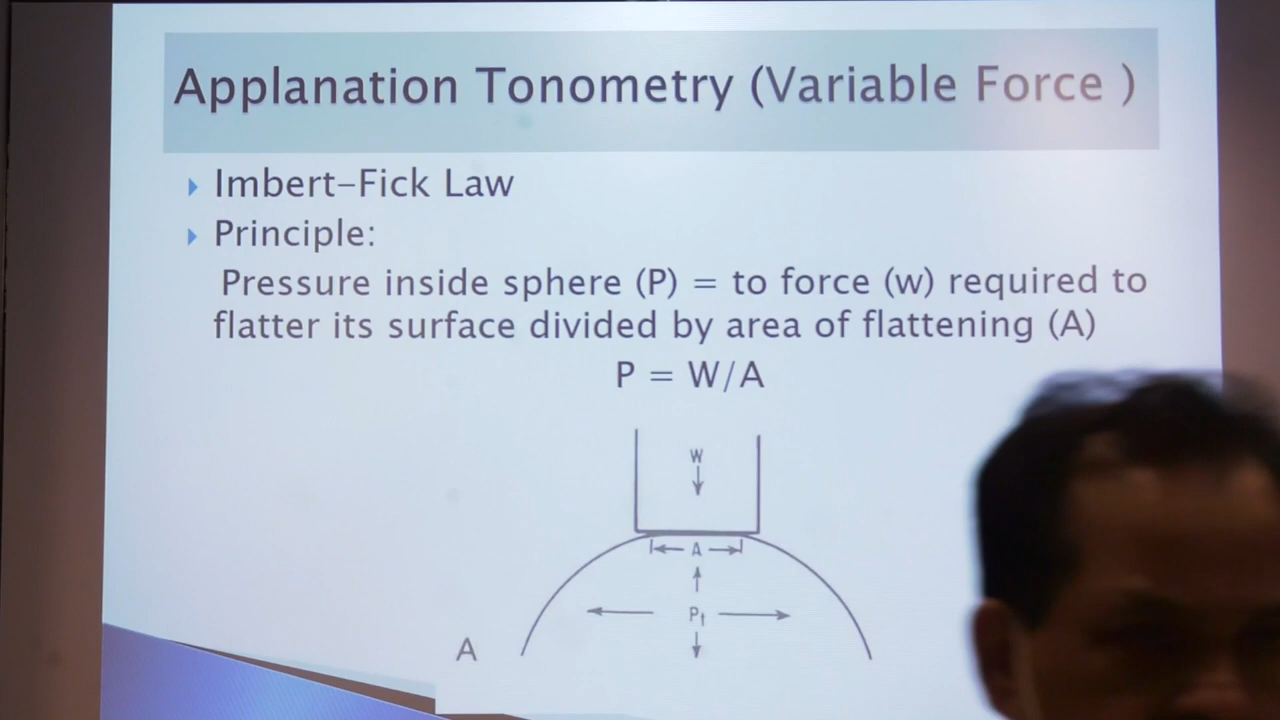 Applanation Tonometry (Variable Force )
Imbert-Fick Law
Principle:
Pressure inside sphere (P) = to force (w) required to
flatter its surface divided by area of flattening (A)
P = W/A
W
A
Pt
A